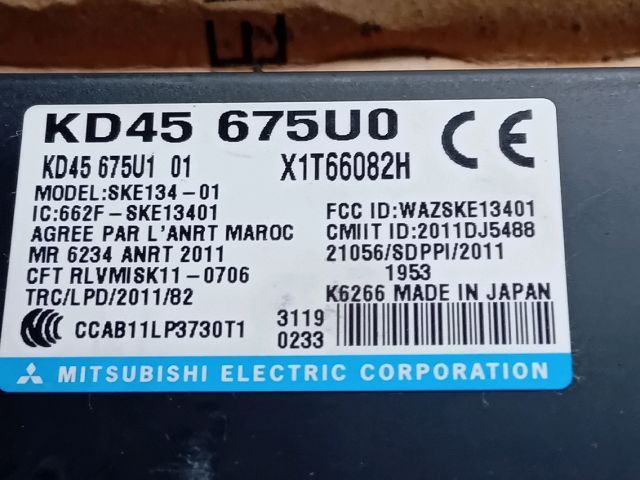 KD45 675U0
KD45 675U1 01 X1T66082H
CE
MODEL:SKE134-01
IC:662F-SKE13401 FCC ID:WAZSKE13401
AGREE PAR L'ANRT MAROC CMIIT ID:2011DJ5488
MR 6234 ANRT 2011 21056/SDPPI/2011
CFT RLVMISK11-0706 1953
TRC/LPD/2011/82 K6266 MADE IN JAPAN
CCC CCAB11LP3730T1 3119
0233
MITSUBISHI ELECTRIC CORPORATION